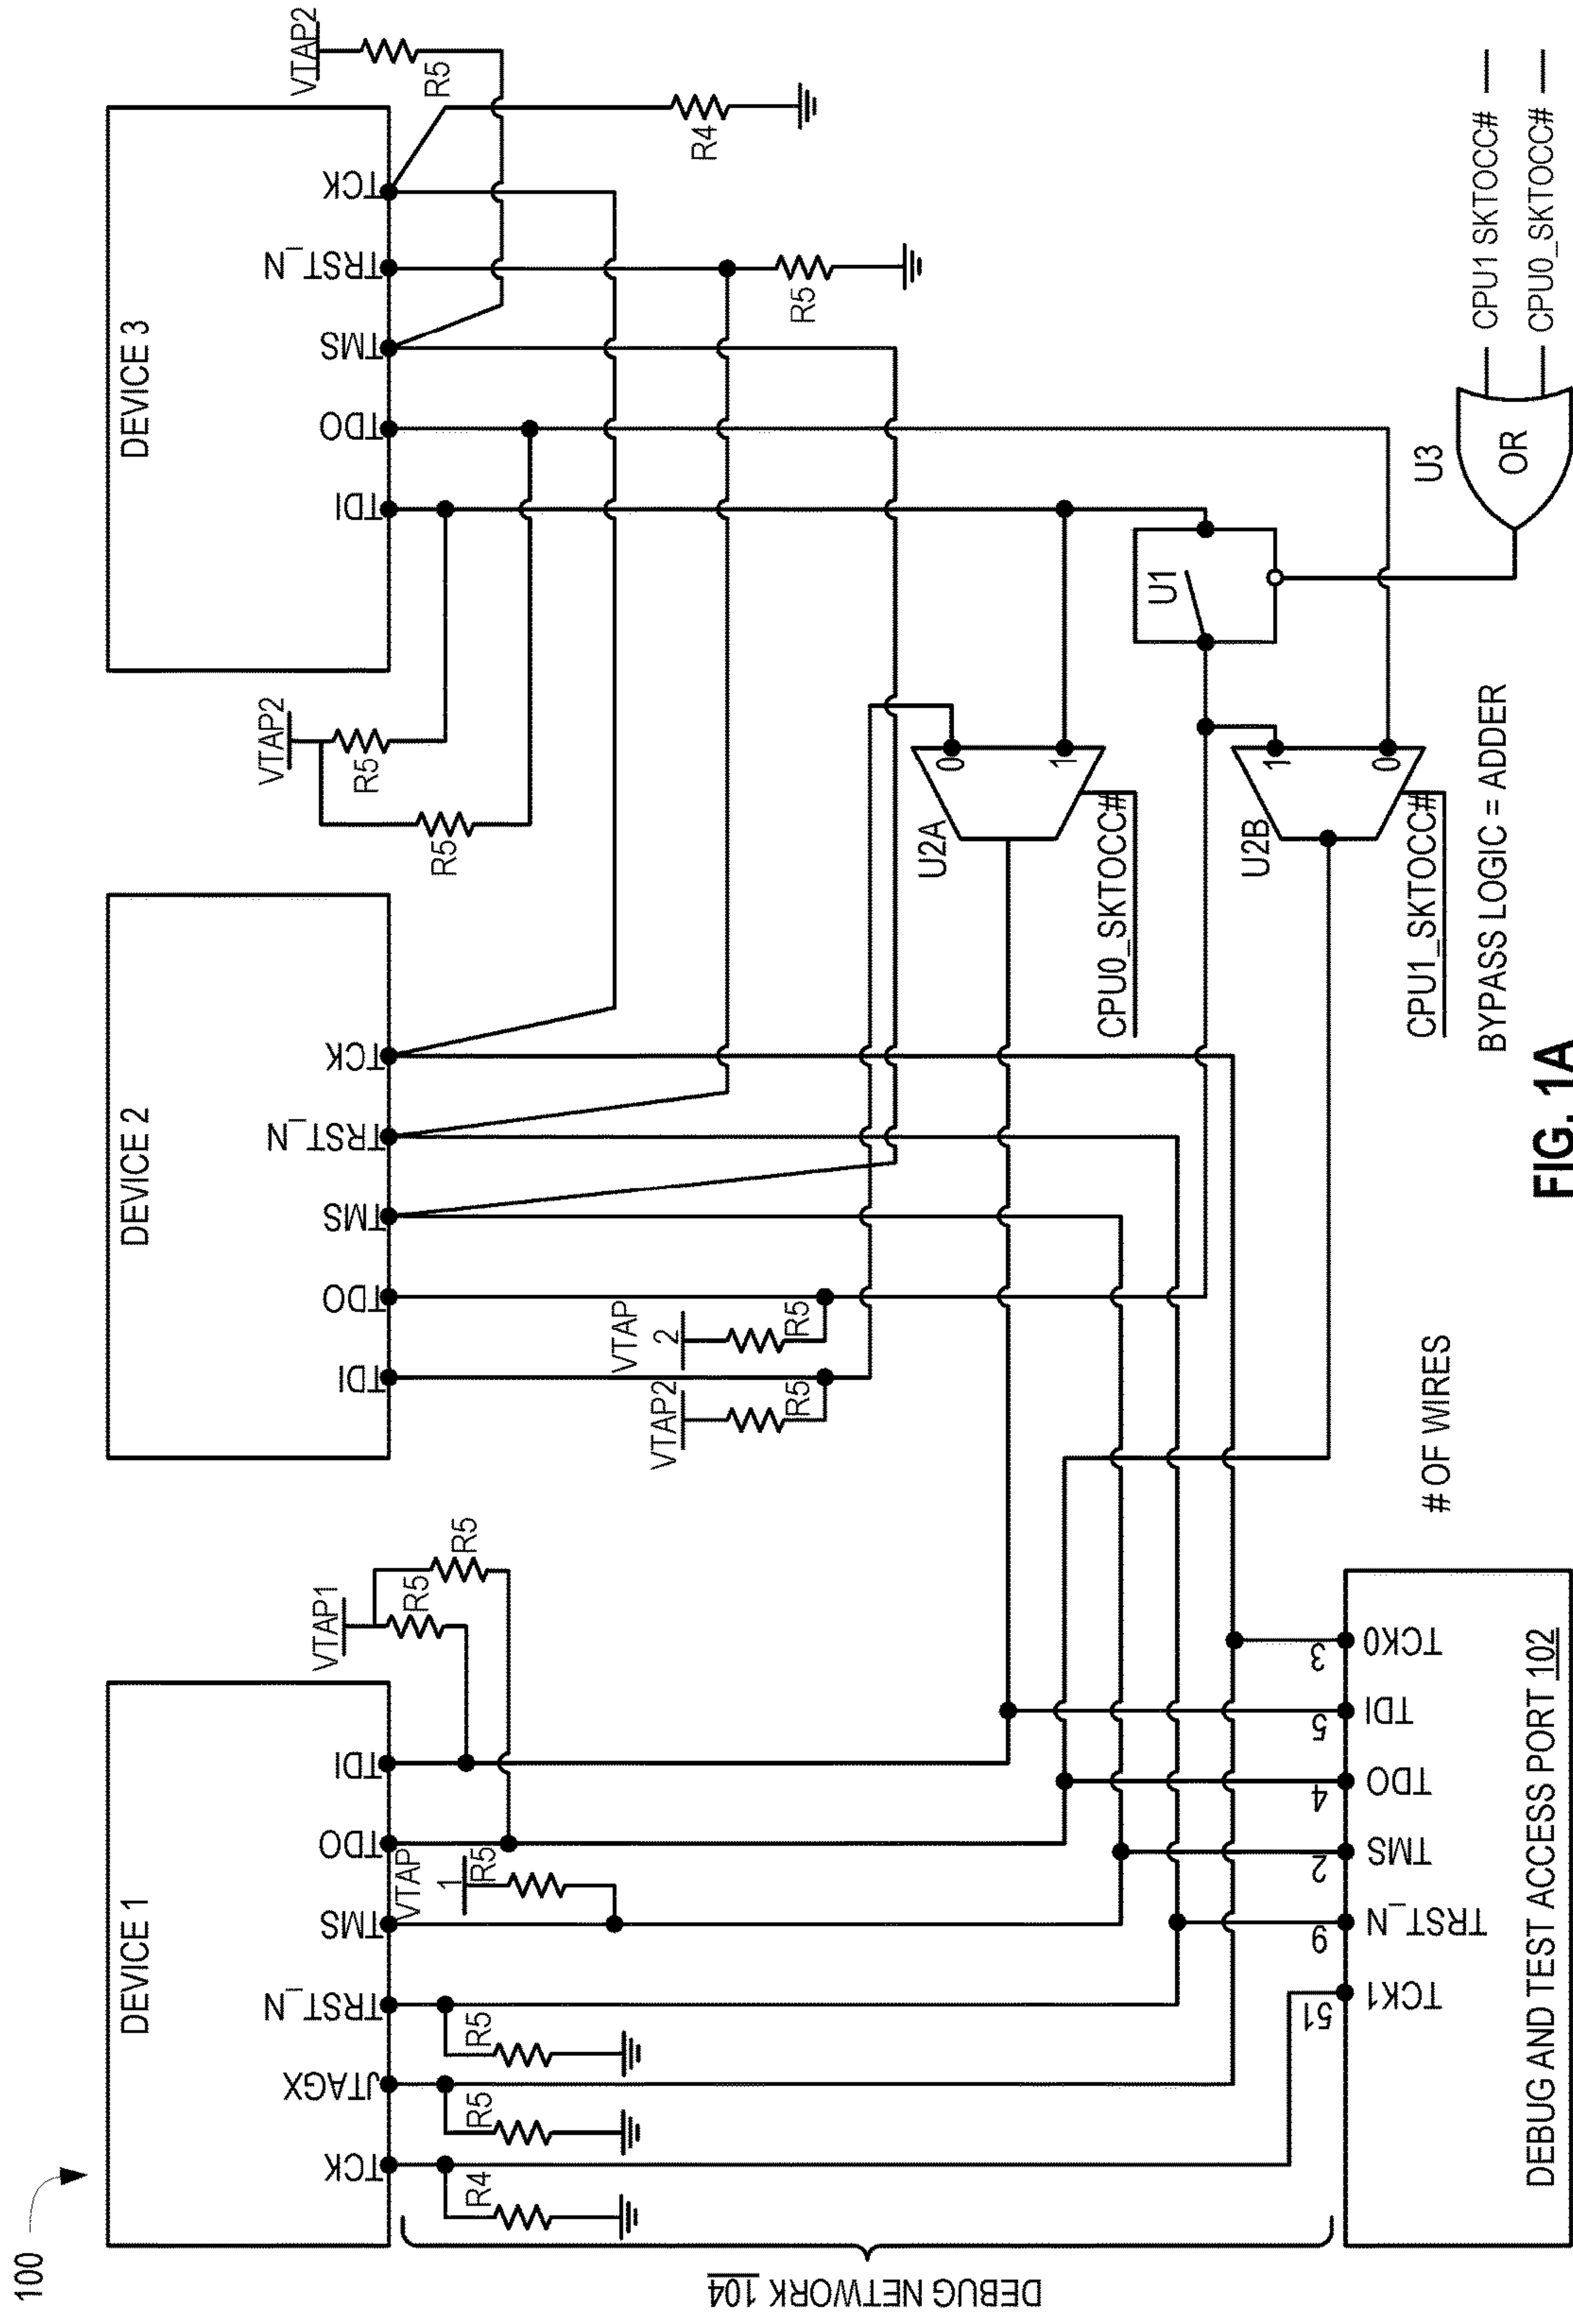 100
DEVICE 1
TCK
JTAGX
TRST_N
TMS
TDO
TDI
R4
R5
R5
VTAP
1
R5
VTAP1
R5
R5
DEVICE 2
TDI
TDO
TMS
TRST_N
TCK
VTAP2
R5
VTAP
2
R5
DEVICE 3
TDI
TDO
TMS
TRST_N
TCK
VTAP2
R5
R5
VTAP2
R5
R4
R5
U2A
0
1
CPU0_SKTOCC#
U1
U2B
1
0
CPU1_SKTOCC#
U3
OR
CPU1 SKTOCC#
CPU0_SKTOCC#
DEBUG NETWORK 104
51
9
2
4
5
3
TCK1
TRST_N
TMS
TDO
TDI
TCK0
DEBUG AND TEST ACCESS PORT 102
# OF WIRES
BYPASS LOGIC = ADDER
FIG. 1A